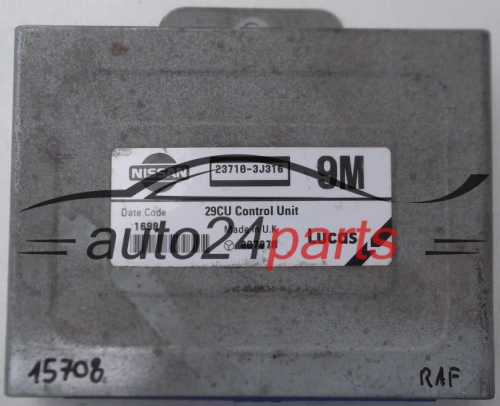 NISSAN
23710-3J316
9M
Date Code
29CU Control Unit
Made in U.K.
Lucas
auto24parts
15708
RAF